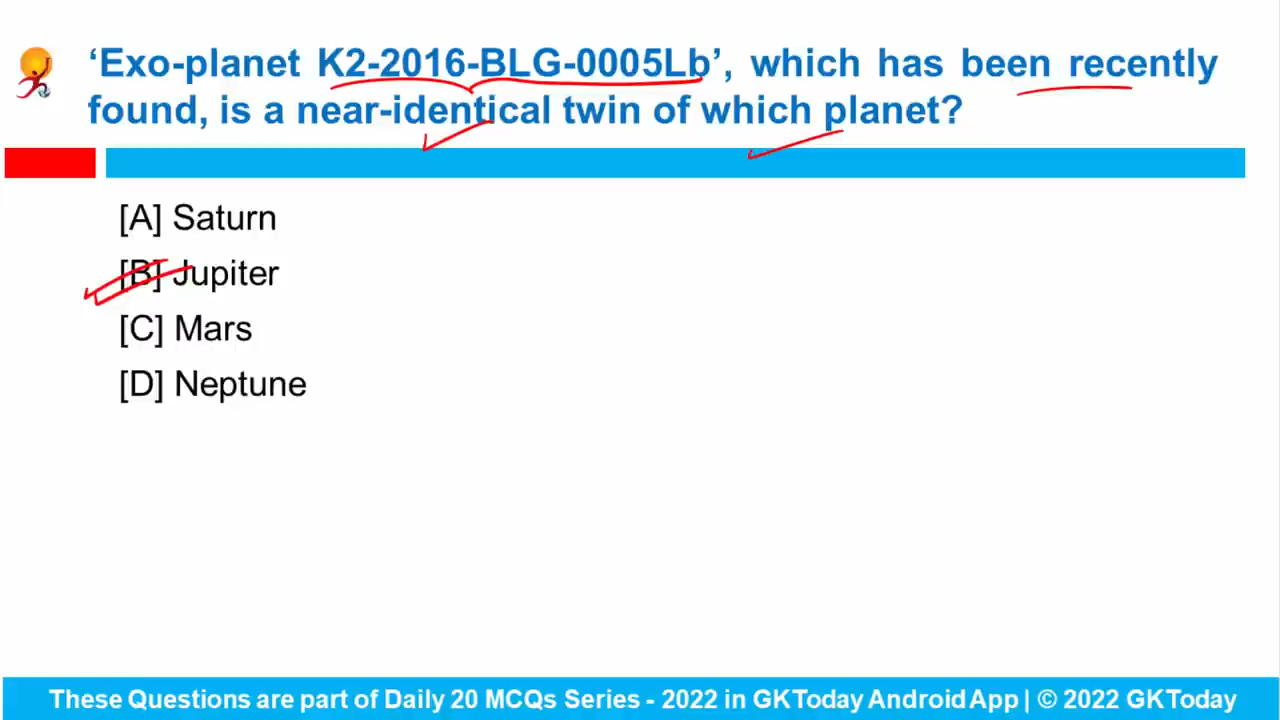 ‘Exo-planet K2-2016-BLG-0005Lb’, which has been recently
found, is a near-identical twin of which planet?
[A] Saturn
[B] Jupiter
[C] Mars
[D] Neptune
These Questions are part of Daily 20 MCQs Series - 2022 in GKToday Android App | © 2022 GKToday